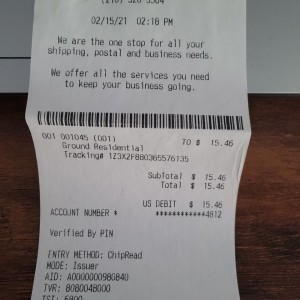 02/15/21 02:18 PM
We are the one stop for all your
shipping, postal and business needs.
We offer all the services you need
to keep your business going.
001 001045 (001) TO $ 15.46
Ground Residential
Tracking# 1Z3X2F880365576135
SubTotal $ 15.46
Total $ 15.46
US DEBIT $ 15.46
ACCOUNT NUMBER * ************4812
Verified By PIN
ENTRY METHOD: ChipRead
MODE: Issuer
AID: A0000000980840
TVR: 8080048000
TSI: 6800